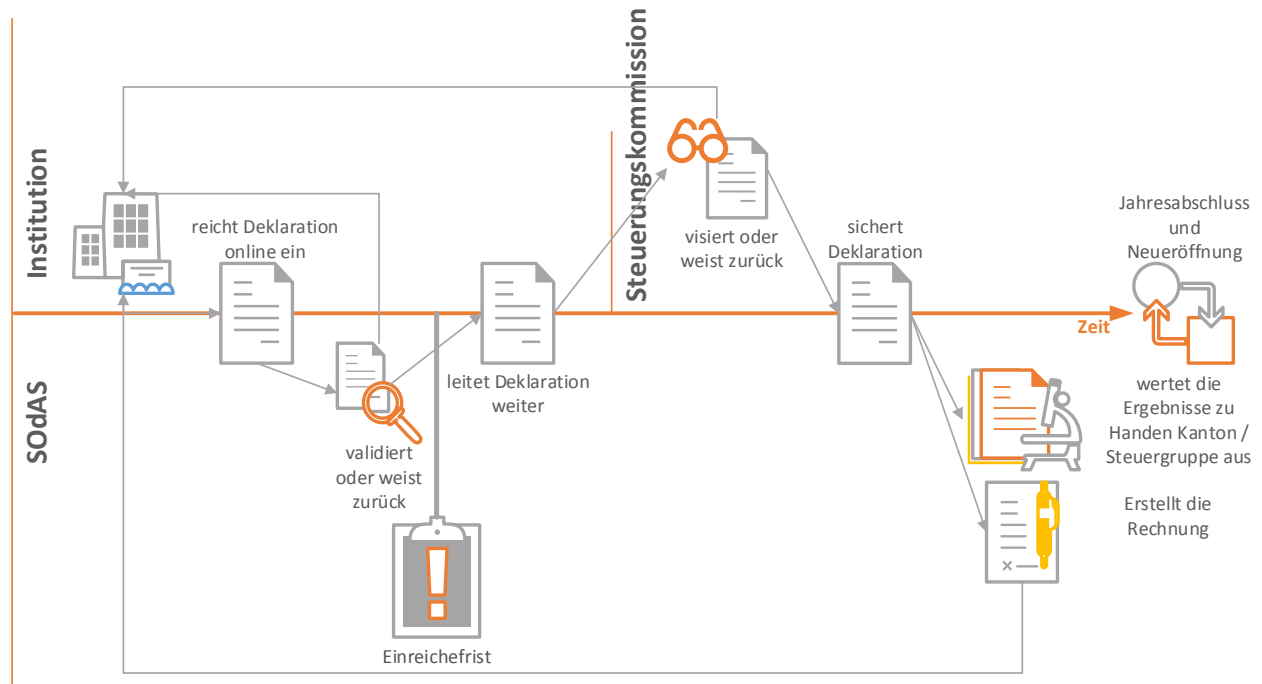 Institution
SOdAS
Steuerungskommission
reicht Deklaration
online ein
validiert
oder weist
zurück
Einreichefrist
leitet Deklaration
weiter
visiert oder
weist zurück
sichert
Deklaration
Zeit
Jahresabschluss
und
Neueröffnung
wertet die
Ergebnisse zu
Handen Kanton /
Steuergruppe aus
Erstellt die
Rechnung